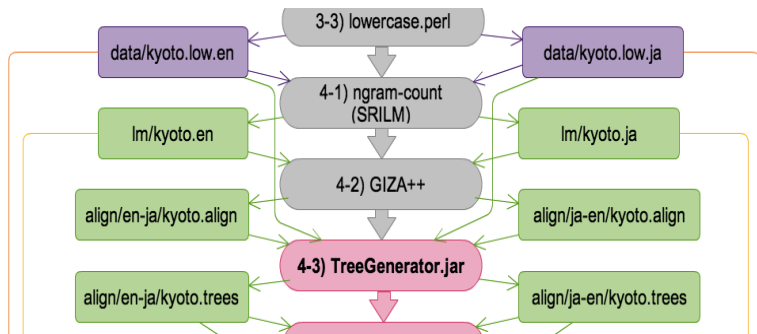 3-3) lowercase.perl
data/kyoto.low.en
data/kyoto.low.ja
4-1) ngram-count
(SRILM)
lm/kyoto.en
lm/kyoto.ja
4-2) GIZA++
align/en-ja/kyoto.align
align/ja-en/kyoto.align
4-3) TreeGenerator.jar
align/en-ja/kyoto.trees
align/ja-en/kyoto.trees